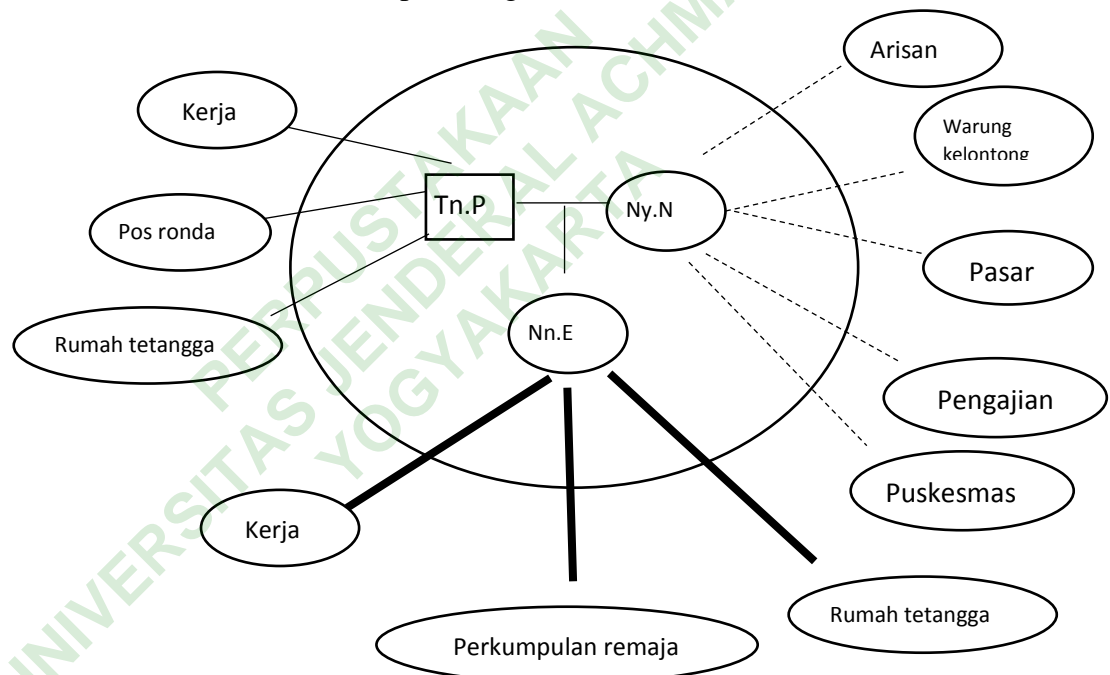 Arisan
Kerja
Warung
kelontong
Tn.P
Ny.N
Pos ronda
Pasar
Nn.E
Rumah tetangga
Pengajian
Puskesmas
Kerja
Rumah tetangga
Perkumpulan remaja
PERPUSTAKAAN
UNIVERSITAS JENDERAL ACHM
YOGYAKARTA